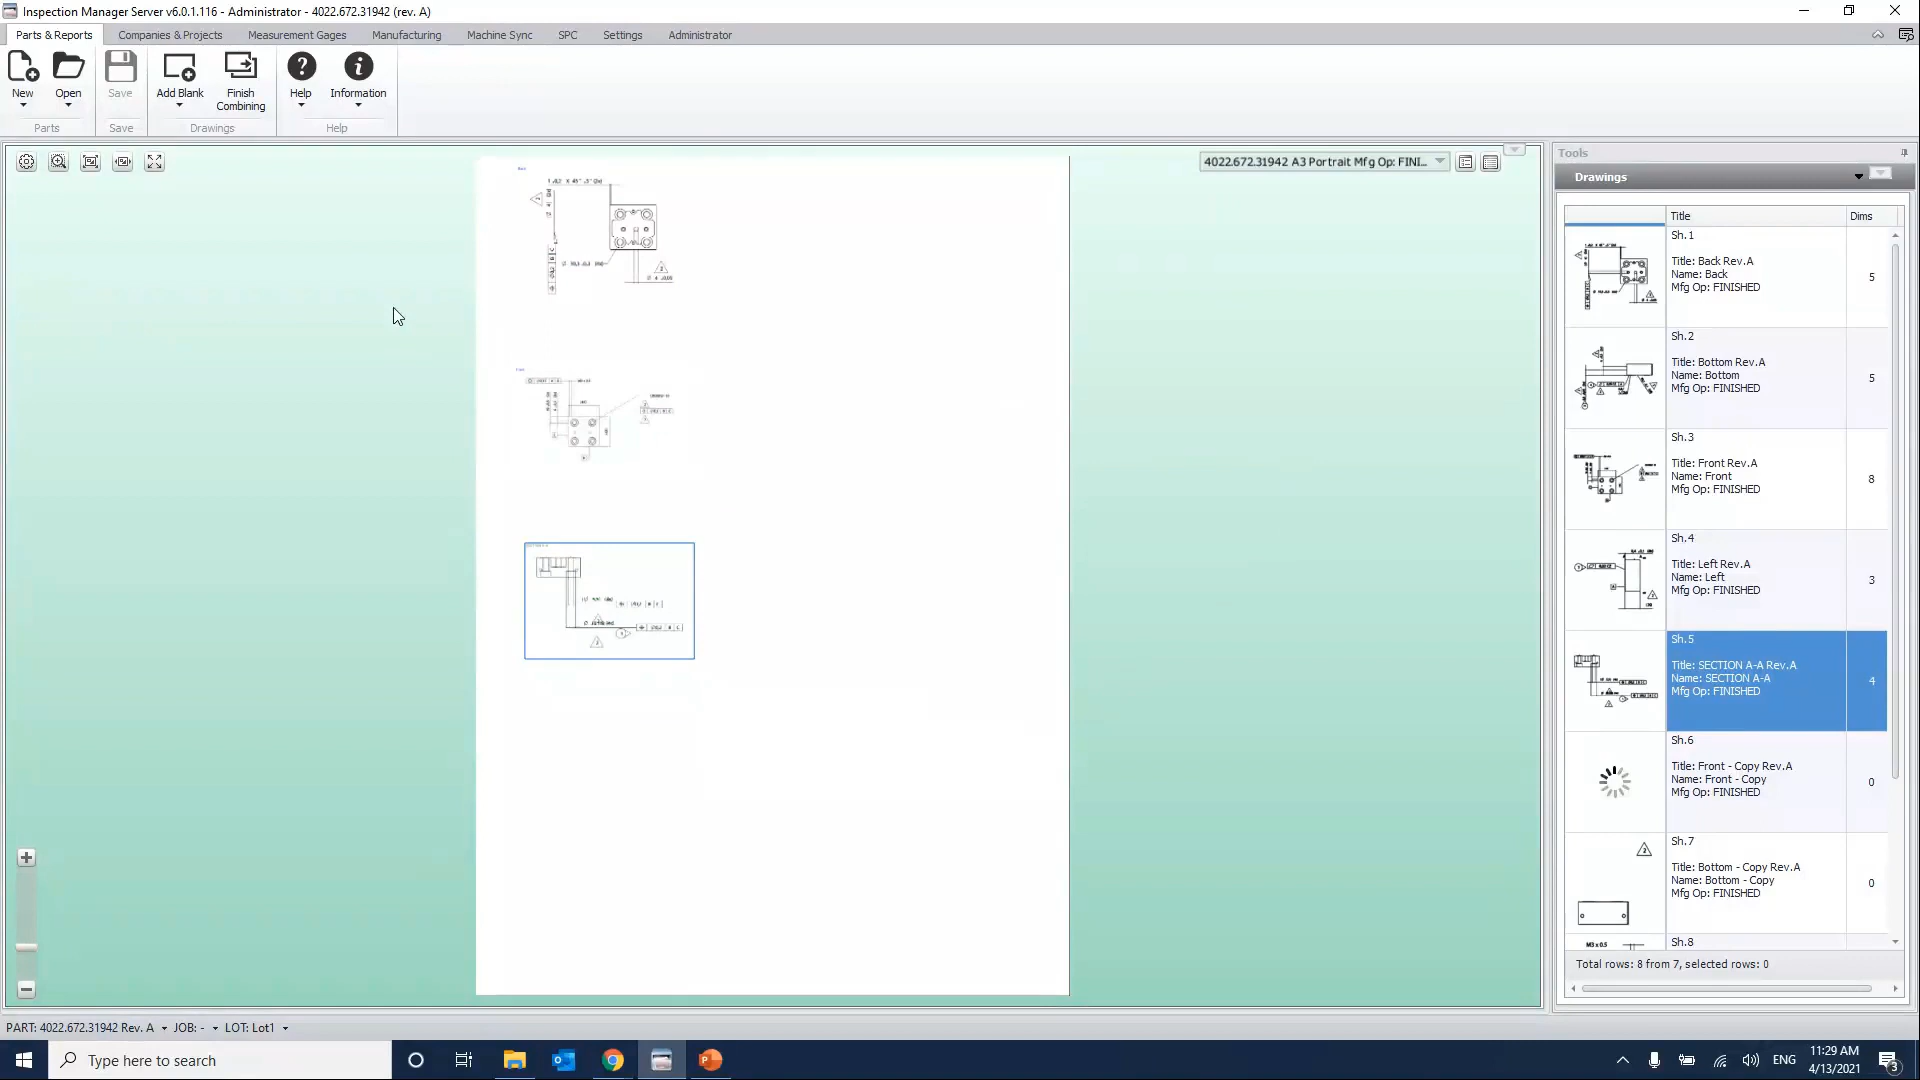 Inspection Manager Server v6.0.1.116 - Administrator - 4022.672.31942 (rev. A)
Parts & Reports Companies & Projects Measurement Gages Manufacturing Machine Sync SPC Settings Administrator
New Open Save Add Blank Finish Combining Help Information
Parts Save Drawings Help
4022.672.31942 A3 Portrait Mfg Op: FINI...
Back
Front
Tools
Drawings
Title Dims
Sh.1
Title: Back Rev.A
Name: Back
Mfg Op: FINISHED
5
Sh.2
Title: Bottom Rev.A
Name: Bottom
Mfg Op: FINISHED
5
Sh.3
Title: Front Rev.A
Name: Front
Mfg Op: FINISHED
8
Sh.4
Title: Left Rev.A
Name: Left
Mfg Op: FINISHED
3
Sh.5
Title: SECTION A-A Rev.A
Name: SECTION A-A
Mfg Op: FINISHED
4
Sh.6
Title: Front - Copy Rev.A
Name: Front - Copy
Mfg Op: FINISHED
0
Sh.7
Title: Bottom - Copy Rev.A
Name: Bottom - Copy
Mfg Op: FINISHED
0
2
M3 x 0.5
Sh.8
Total rows: 8 from 7, selected rows: 0
PART: 4022.672.31942 Rev. A JOB: - LOT: Lot1
Type here to search
ENG
11:29 AM
4/13/2021
3